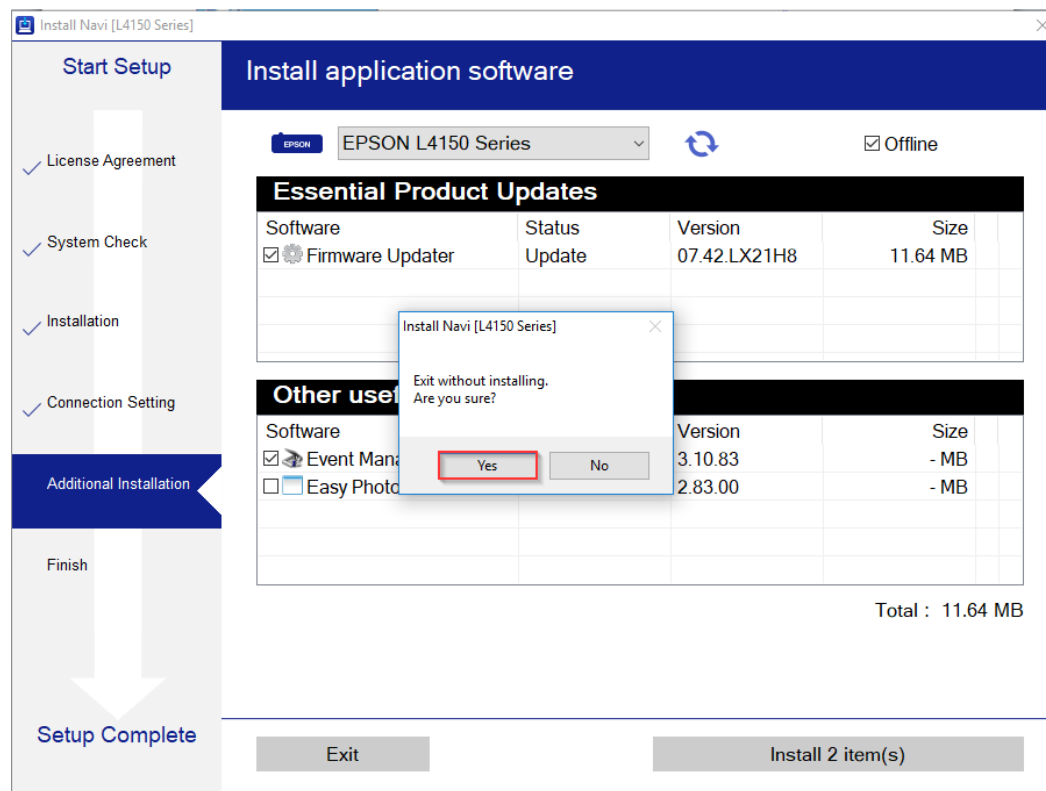 Install Navi [L4150 Series]
Start Setup
Install application software
License Agreement
System Check
Installation
Connection Setting
Additional Installation
Finish
Setup Complete
EPSON
EPSON L4150 Series
Offline
Essential Product Updates
Software Status Version Size
Firmware Updater Update 07.42.LX21H8 11.64 MB
Install Navi [L4150 Series]
Exit without installing.
Are you sure?
Yes No
Other
Software Version Size
Event 3.10.83 - MB
Easy 2.83.00 - MB
Total : 11.64 MB
Exit
Install 2 item(s)